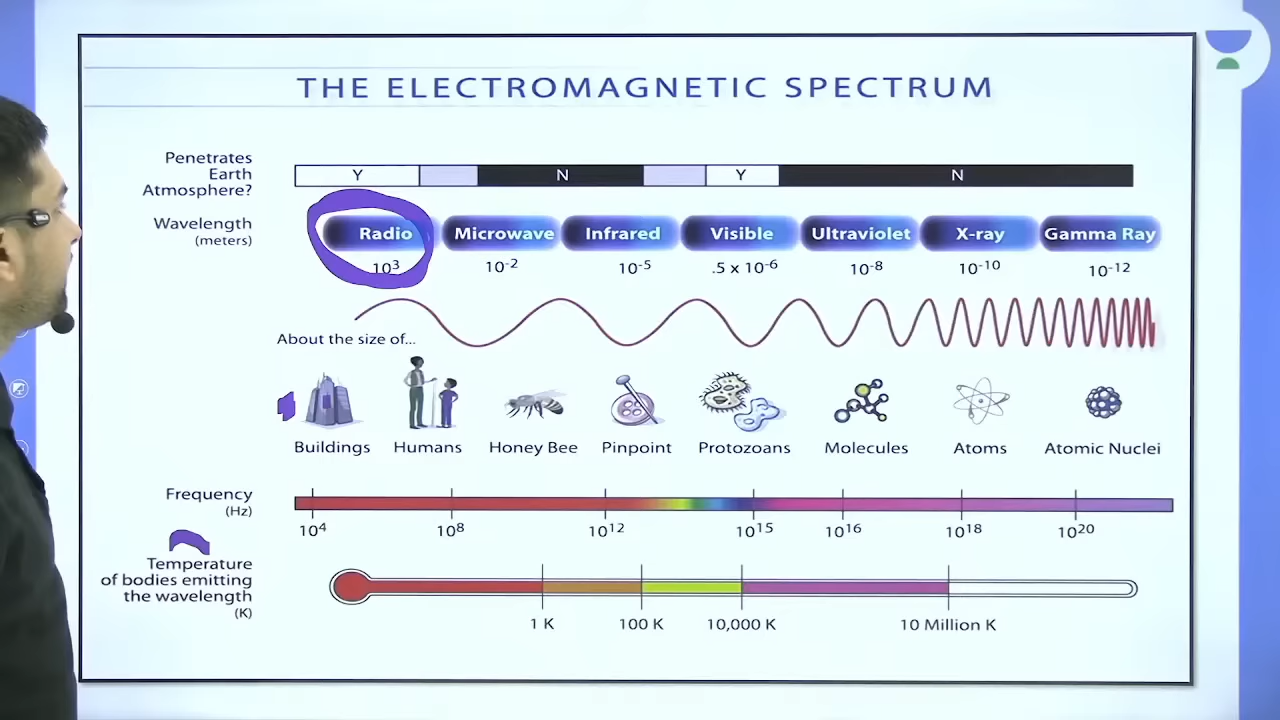 THE ELECTROMAGNETIC SPECTRUM
Penetrates
Earth
Atmosphere?
Y N Y N
Wavelength
(meters)
Radio Microwave Infrared Visible Ultraviolet X-ray Gamma Ray
10³ 10⁻² 10⁻⁵ .5 x 10⁻⁶ 10⁻⁸ 10⁻¹⁰ 10⁻¹²
About the size of...
Buildings Humans Honey Bee Pinpoint Protozoans Molecules Atoms Atomic Nuclei
Frequency
(Hz)
10⁴ 10⁸ 10¹² 10¹⁵ 10¹⁶ 10¹⁸ 10²⁰
Temperature
of bodies emitting
the wavelength
(K)
1 K 100 K 10,000 K 10 Million K